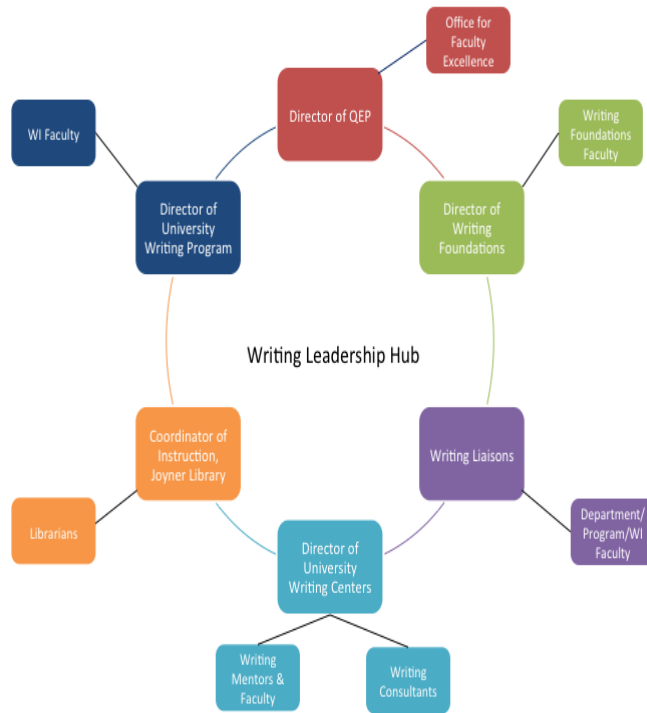 Office for
Faculty
Excellence
Director of QEP
WI Faculty
Writing
Foundations
Faculty
Director of
University
Writing Program
Director of
Writing
Foundations
Writing Leadership Hub
Coordinator of
Instruction,
Joyner Library
Writing Liaisons
Librarians
Department/
Program/WI
Faculty
Director of
University
Writing Centers
Writing
Mentors &
Faculty
Writing
Consultants